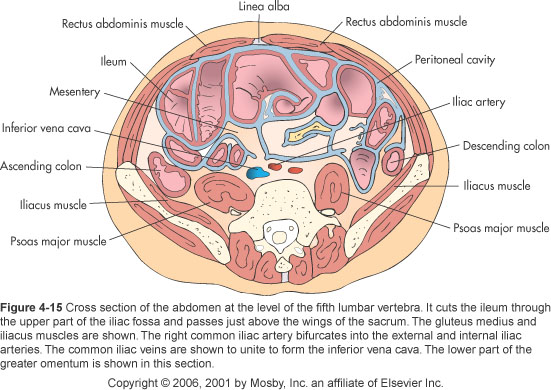 Linea alba
Rectus abdominis muscle
Rectus abdominis muscle
Ileum
Peritoneal cavity
Mesentery
Iliac artery
Inferior vena cava
Descending colon
Ascending colon
Iliacus muscle
Iliacus muscle
Psoas major muscle
Psoas major muscle
Figure 4-15 Cross section of the abdomen at the level of the fifth lumbar vertebra. It cuts the ileum through
the upper part of the iliac fossa and passes just above the wings of the sacrum. The gluteus medius and
iliacus muscles are shown. The right common iliac artery bifurcates into the external and internal iliac
arteries. The common iliac veins are shown to unite to form the inferior vena cava. The lower part of the
greater omentum is shown in this section.
Copyright © 2006, 2001 by Mosby, Inc. an affiliate of Elsevier Inc.